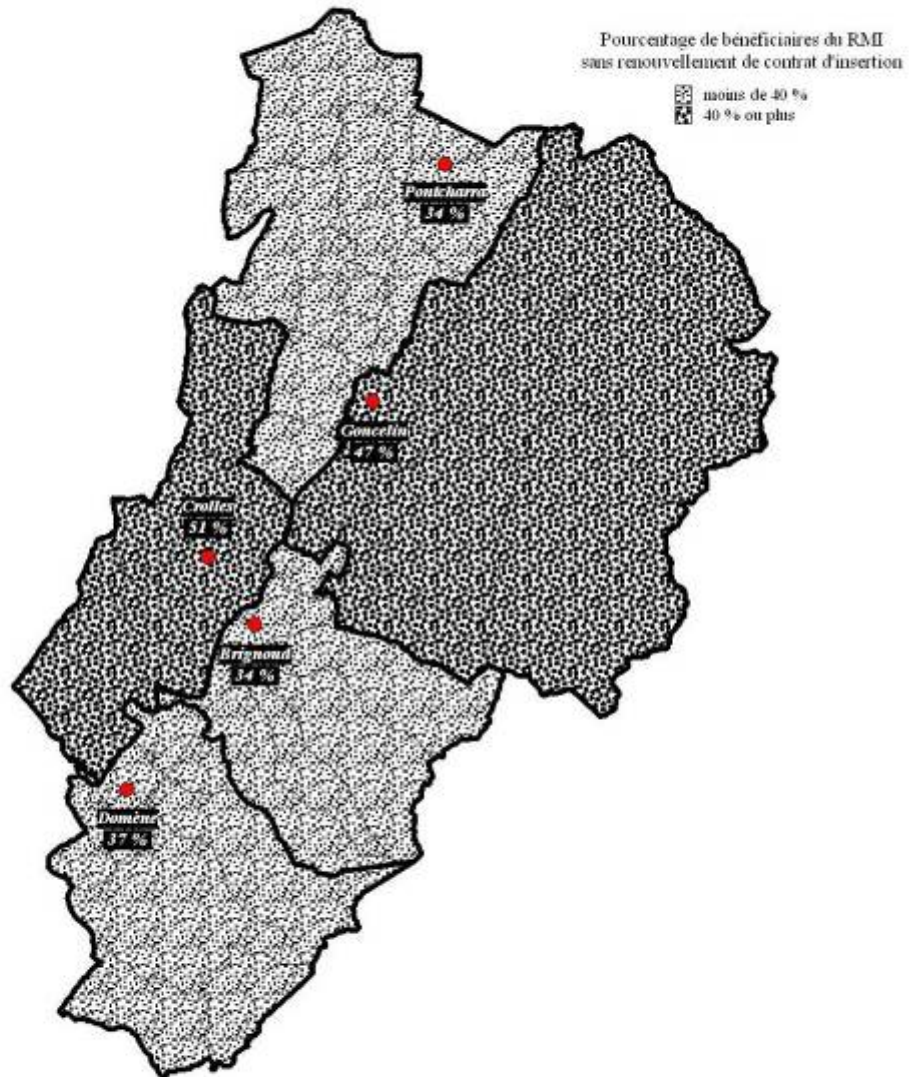 Pourcentage de bénéficiaires du RMI
sans renouvellement de contrat d'insertion
moins de 40 %
40 % ou plus
Pontcharra
34 %
Goncelin
47 %
Crolles
51 %
Brignoud
34 %
Domène
37 %